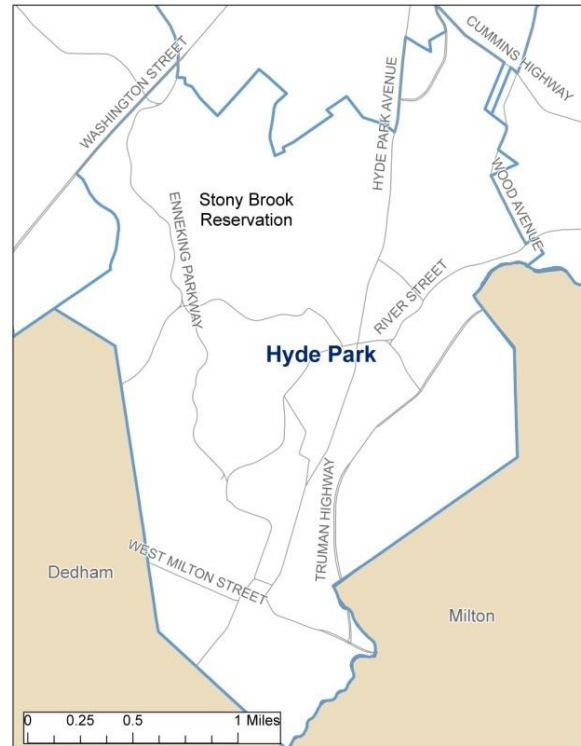 CUMMINS HIGHWAY
WASHINGTON STREET
HYDE PARK AVENUE
WOOD AVENUE
Stony Brook
Reservation
ENNEKING PARKWAY
RIVER STREET
Hyde Park
TRUMAN HIGHWAY
WEST MILTON STREET
Dedham
Milton
0 0.25 0.5 1 Miles